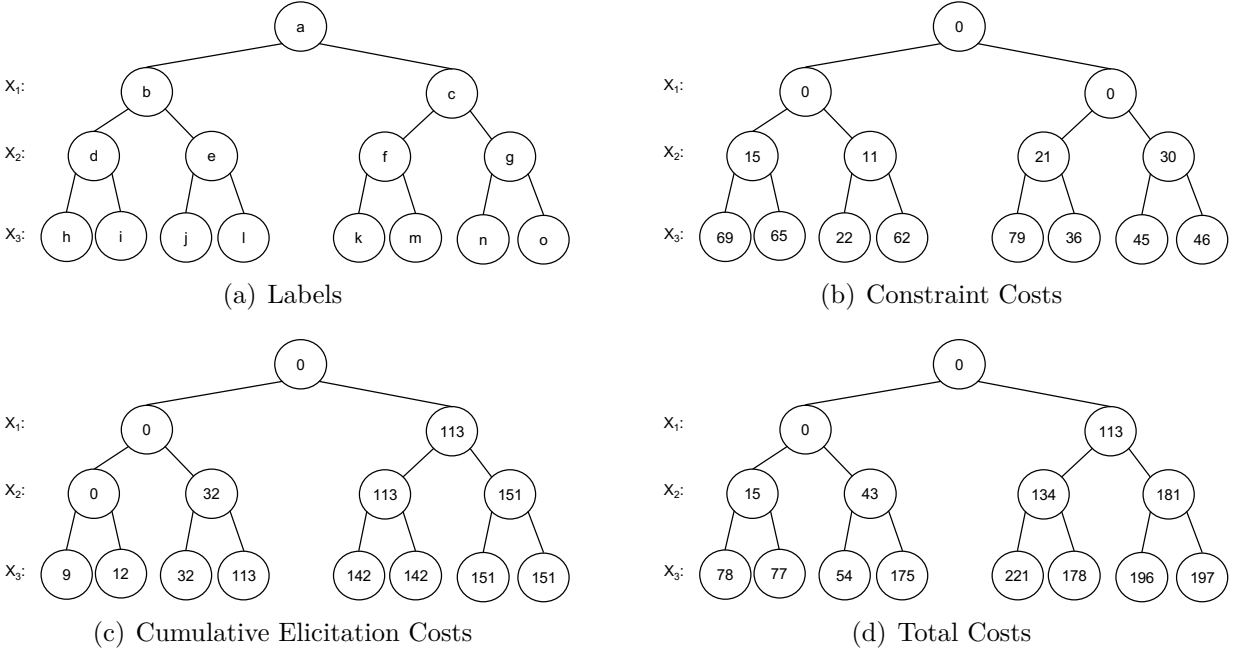 a
0
X₁: b c
X₁: 0 0
X₂: d e f g
X₂: 15 11 21 30
X₃: h i j l k m n o
X₃: 69 65 22 62 79 36 45 46
(a) Labels
(b) Constraint Costs
0
0
X₁: 0 113
X₁: 0 113
X₂: 0 32 113 151
X₂: 15 43 134 181
X₃: 9 12 32 113 142 142 151 151
X₃: 78 77 54 175 221 178 196 197
(c) Cumulative Elicitation Costs
(d) Total Costs